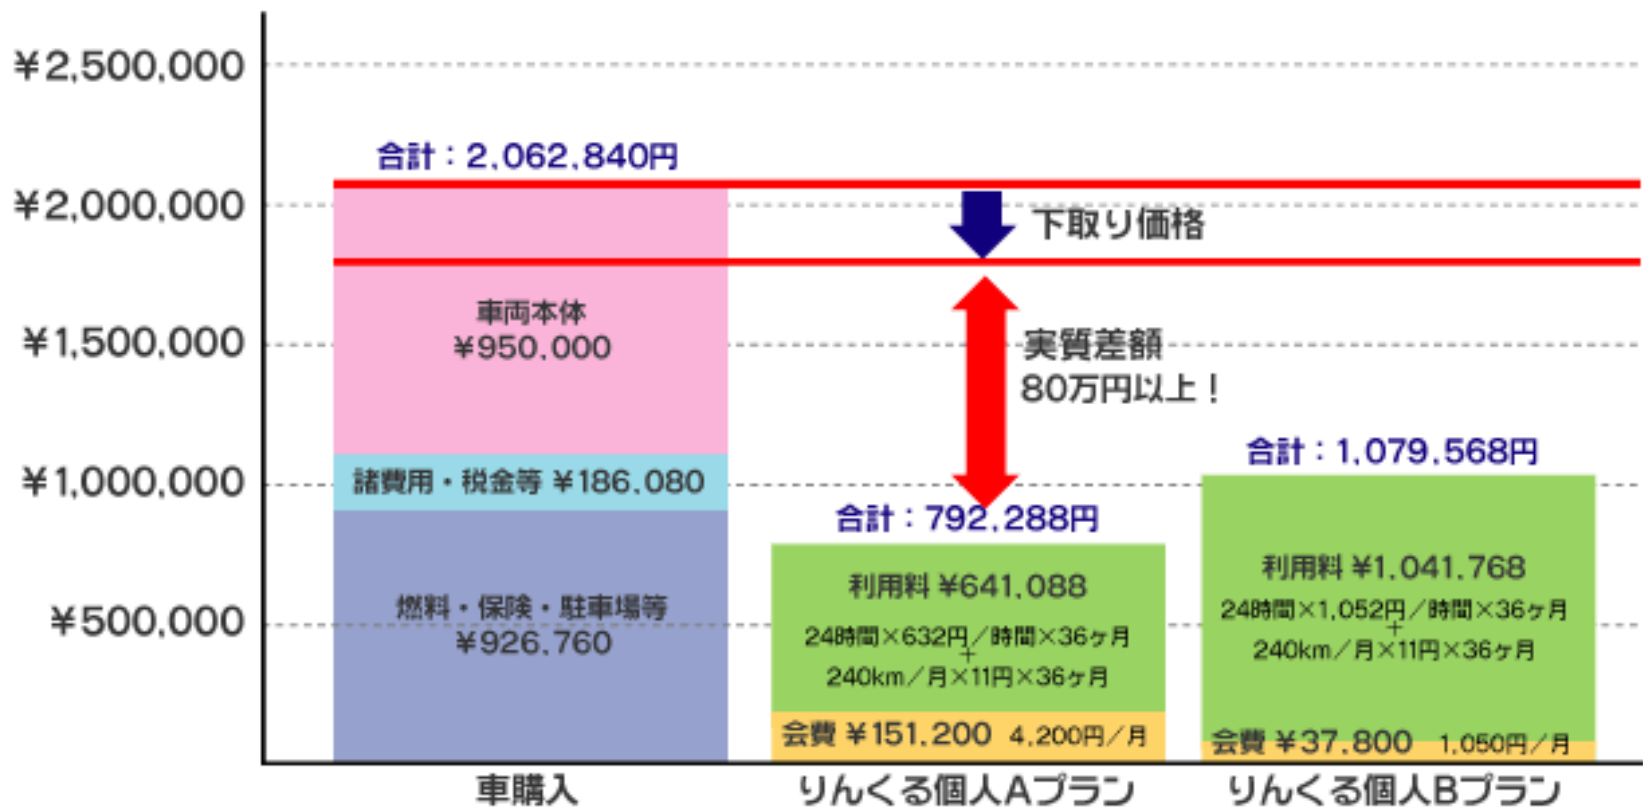 ¥2,500,000
¥2,000,000
¥1,500,000
¥1,000,000
¥500,000
合計：2,062,840円
車両本体
¥950,000
諸費用・税金等 ¥186,080
燃料・保険・駐車場等
¥926,760
車購入
下取り価格
実質差額
80万円以上！
合計：792,288円
利用料 ¥641,088
24時間×632円／時間×36ヶ月
+
240km／月×11円×36ヶ月
会費 ¥151,200 4,200円／月
りんくる個人Aプラン
合計：1,079,568円
利用料 ¥1,041,768
24時間×1,052円／時間×36ヶ月
+
240km／月×11円×36ヶ月
会費 ¥37,800 1,050円／月
りんくる個人Bプラン